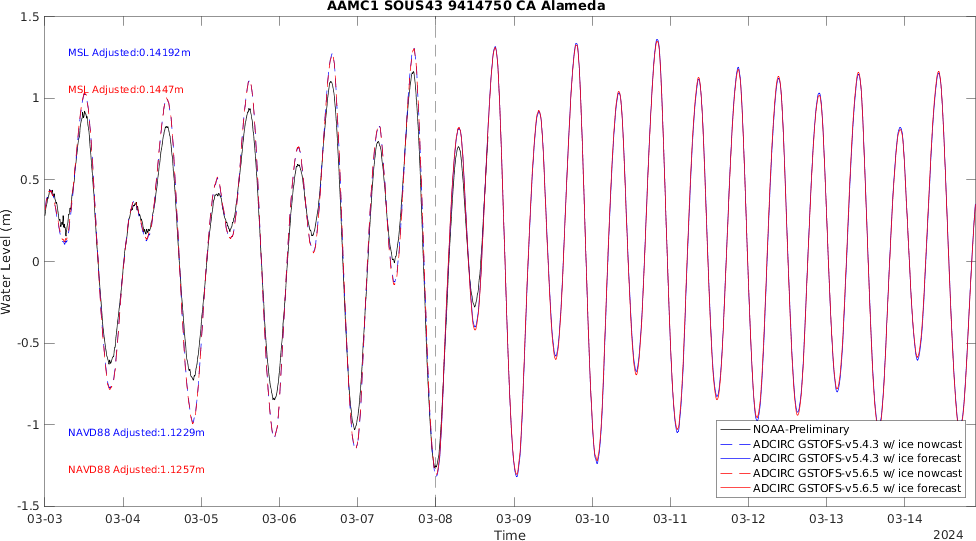 AAMC1 SOUS43 9414750 CA Alameda
1.5
1
0.5
0
-0.5
-1
-1.5
Water Level (m)
MSL Adjusted:0.14192m
MSL Adjusted:0.1447m
NAVD88 Adjusted:1.1229m
NAVD88 Adjusted:1.1257m
NOAA-Preliminary
ADCIRC GSTOFS-v5.4.3 w/ ice nowcast
ADCIRC GSTOFS-v5.4.3 w/ ice forecast
ADCIRC GSTOFS-v5.6.5 w/ ice nowcast
ADCIRC GSTOFS-v5.6.5 w/ ice forecast
03-03 03-04 03-05 03-06 03-07 03-08 03-09 03-10 03-11 03-12 03-13 03-14
Time
2024